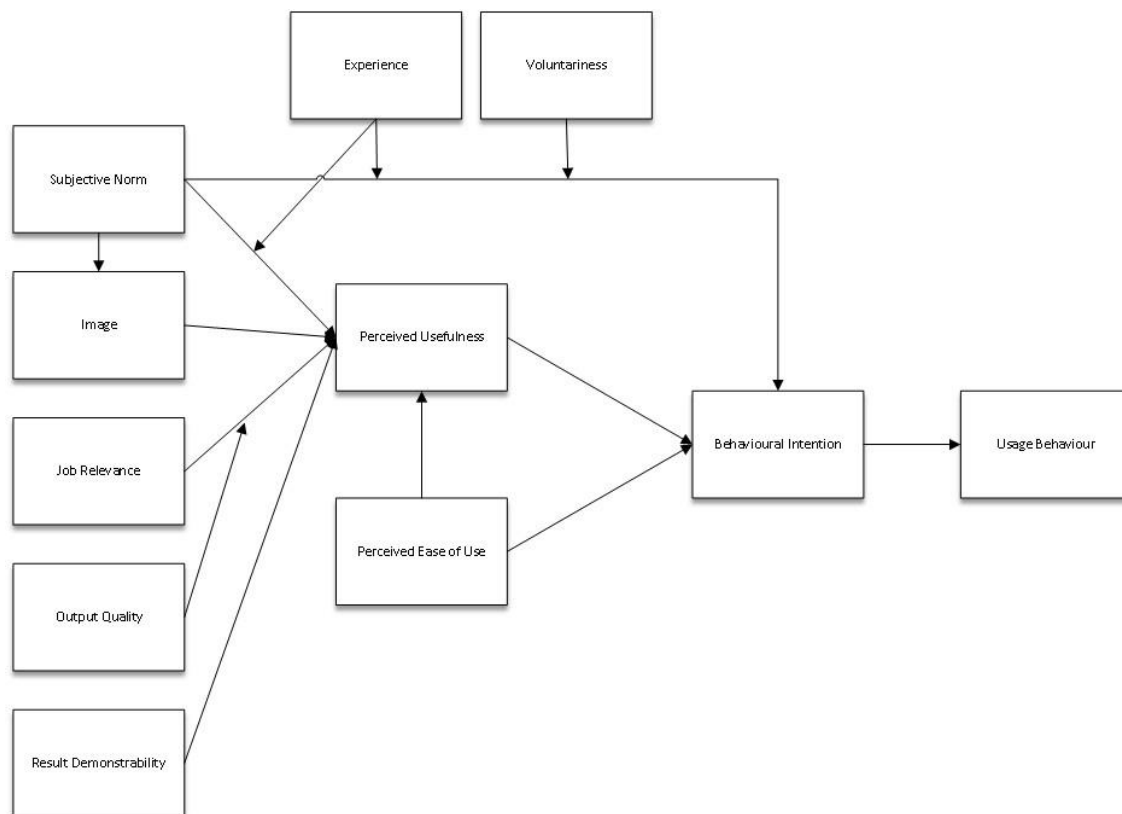 Experience
Voluntariness
Subjective Norm
Image
Perceived Usefulness
Job Relevance
Behavioural Intention
Usage Behaviour
Perceived Ease of Use
Output Quality
Result Demonstrability